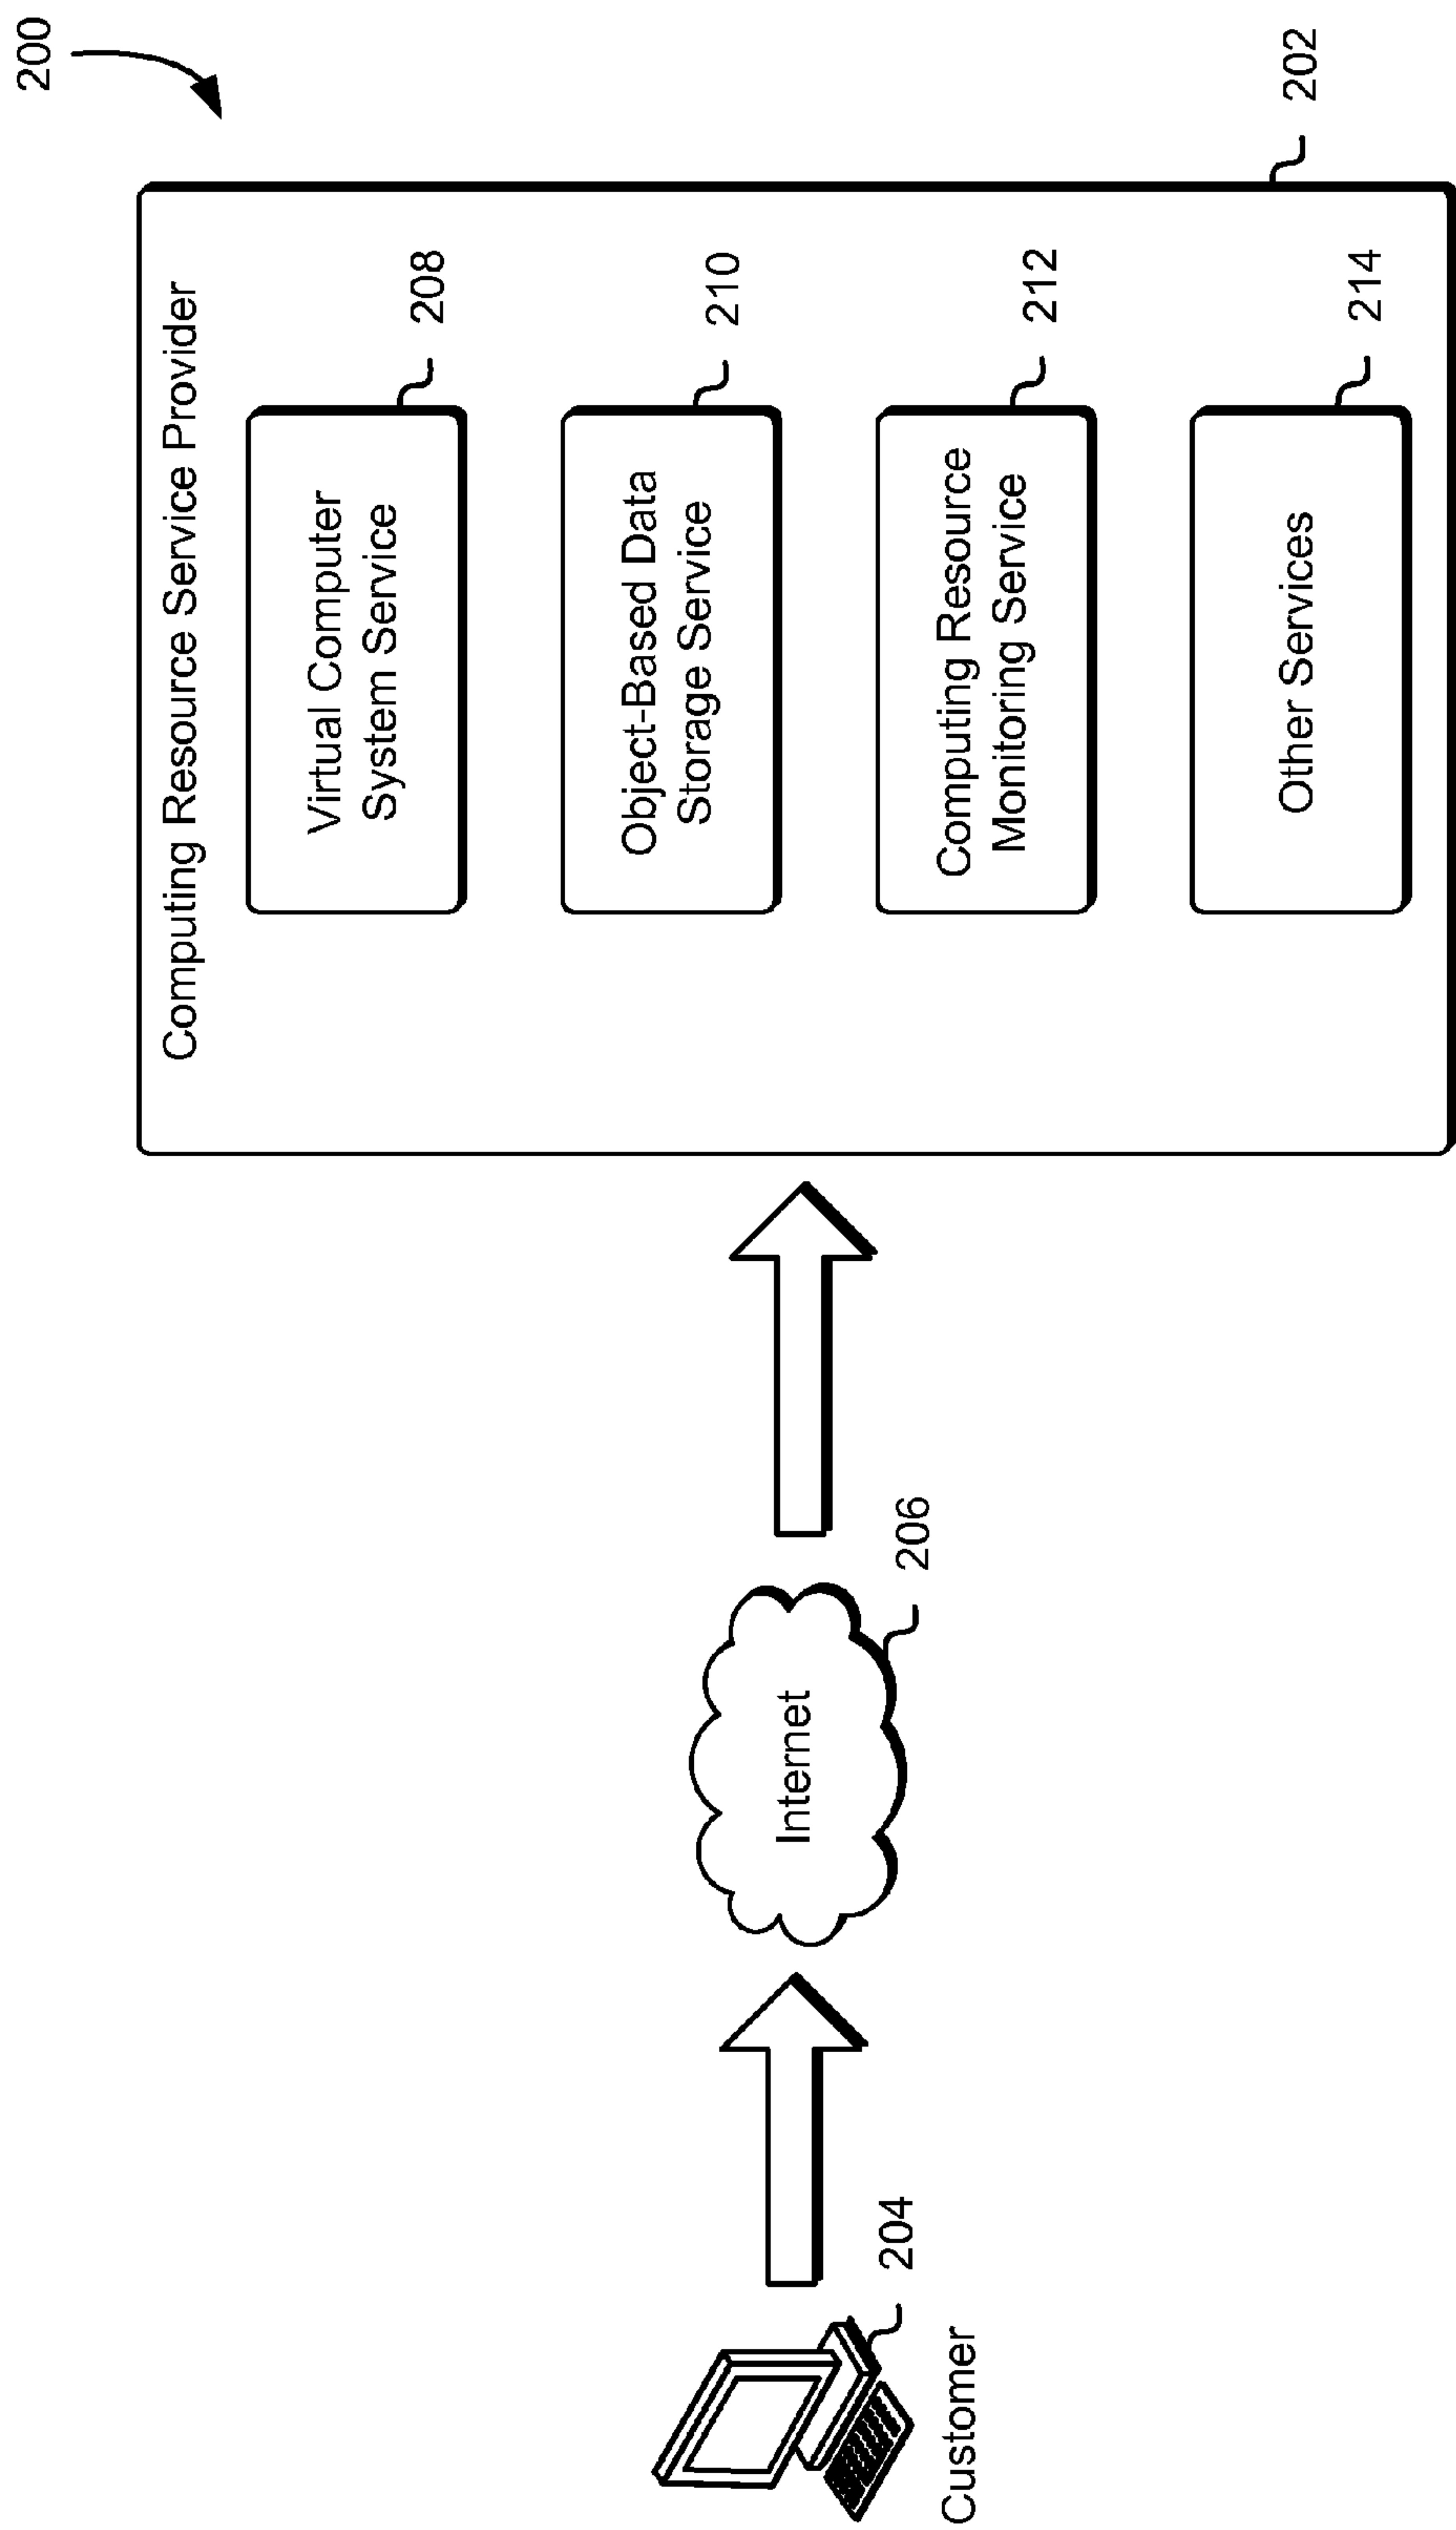 200
Computing Resource Service Provider
Virtual Computer
System Service
208
Object-Based Data
Storage Service
210
Computing Resource
Monitoring Service
212
Other Services
214
202
Internet
206
204
Customer